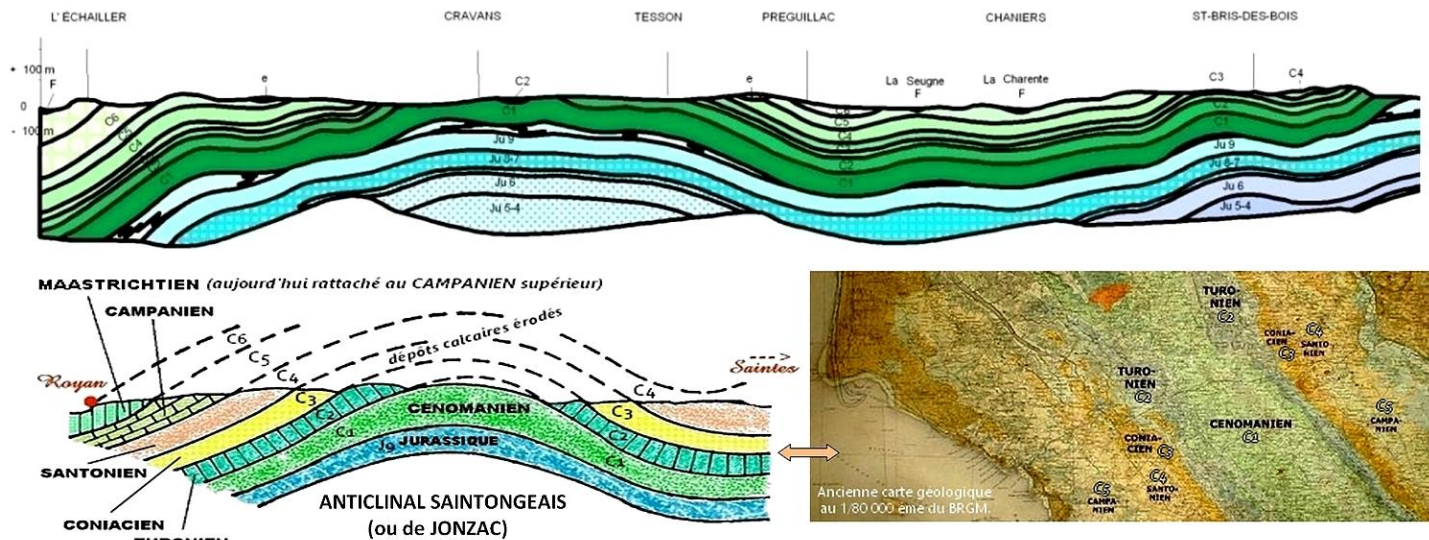 L'ÉCHAILLER CRAVANS TESSON PREGUILLAC CHANIERS ST-BRIS-DES-BOIS
+ 100 m
F e C2 e La Seugne F La Charente F C3 C4
0
- 100 m
C6 C4 C1 C1 C5 C4 C2 C1 C2 C1
Ju 9 Ju 9 Ju 9
Ju 8-7 Ju 8-7
Ju 6 Ju 6
Ju 5-4 Ju 5-4
MAASTRICHTIEN (aujourd'hui rattaché au CAMPANIEN supérieur)
CAMPANIEN
C6
C5
C4
dépôts calcaires érodés
Royan
Saintes
C3 C2 C4 C3 C2
CENOMANIEN
C1 C1
J9 JURASSIQUE
SANTONIEN
CONIACIEN
ANTICLINAL SAINTONGEAIS
(ou de JONZAC)
TURO-
NIEN
C2
CONIA-
CIEN
C3
C4
SANTO-
NIEN
TURO-
NIEN
C2
C5
CAMPA-
NIEN
CENOMANIEN
C1
CONIA-
CIEN
C3
C4
SANTO-
NIEN
C5
CAMPA-
NIEN
Ancienne carte géologique
au 1/80 000 ème du BRGM.